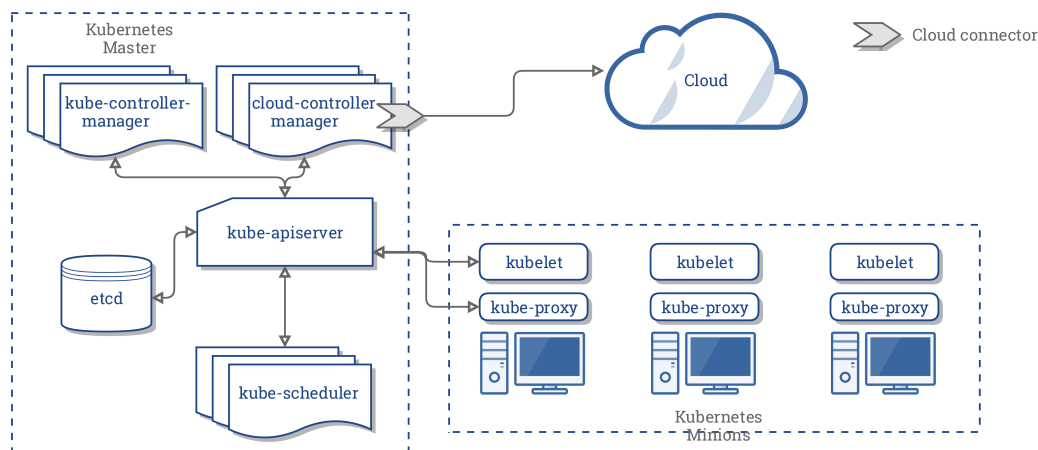 Kubernetes
Master
Cloud connector
Cloud
kube-controller-
manager
cloud-controller
manager
kube-apiserver
etcd
kube-scheduler
kubelet
kubelet
kubelet
kube-proxy
kube-proxy
kube-proxy
Kubernetes
Minions